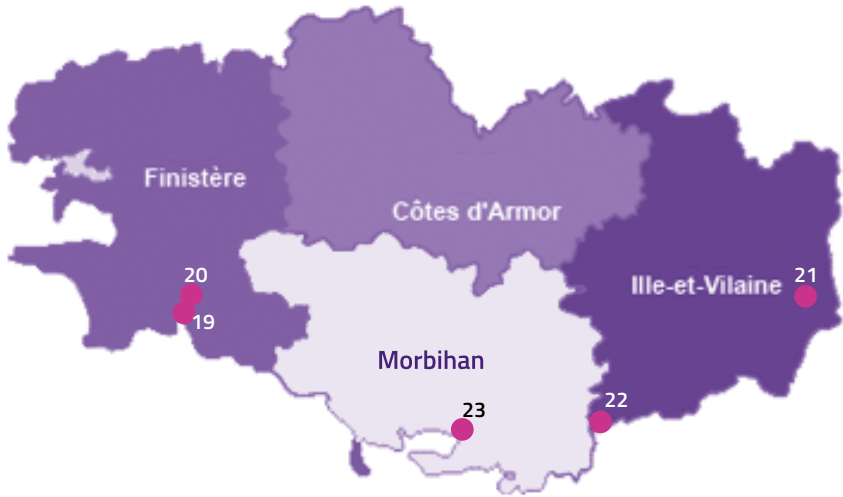 Finistère
Côtes d'Armor
20
19
Ille-et-Vilaine
21
Morbihan
23
22